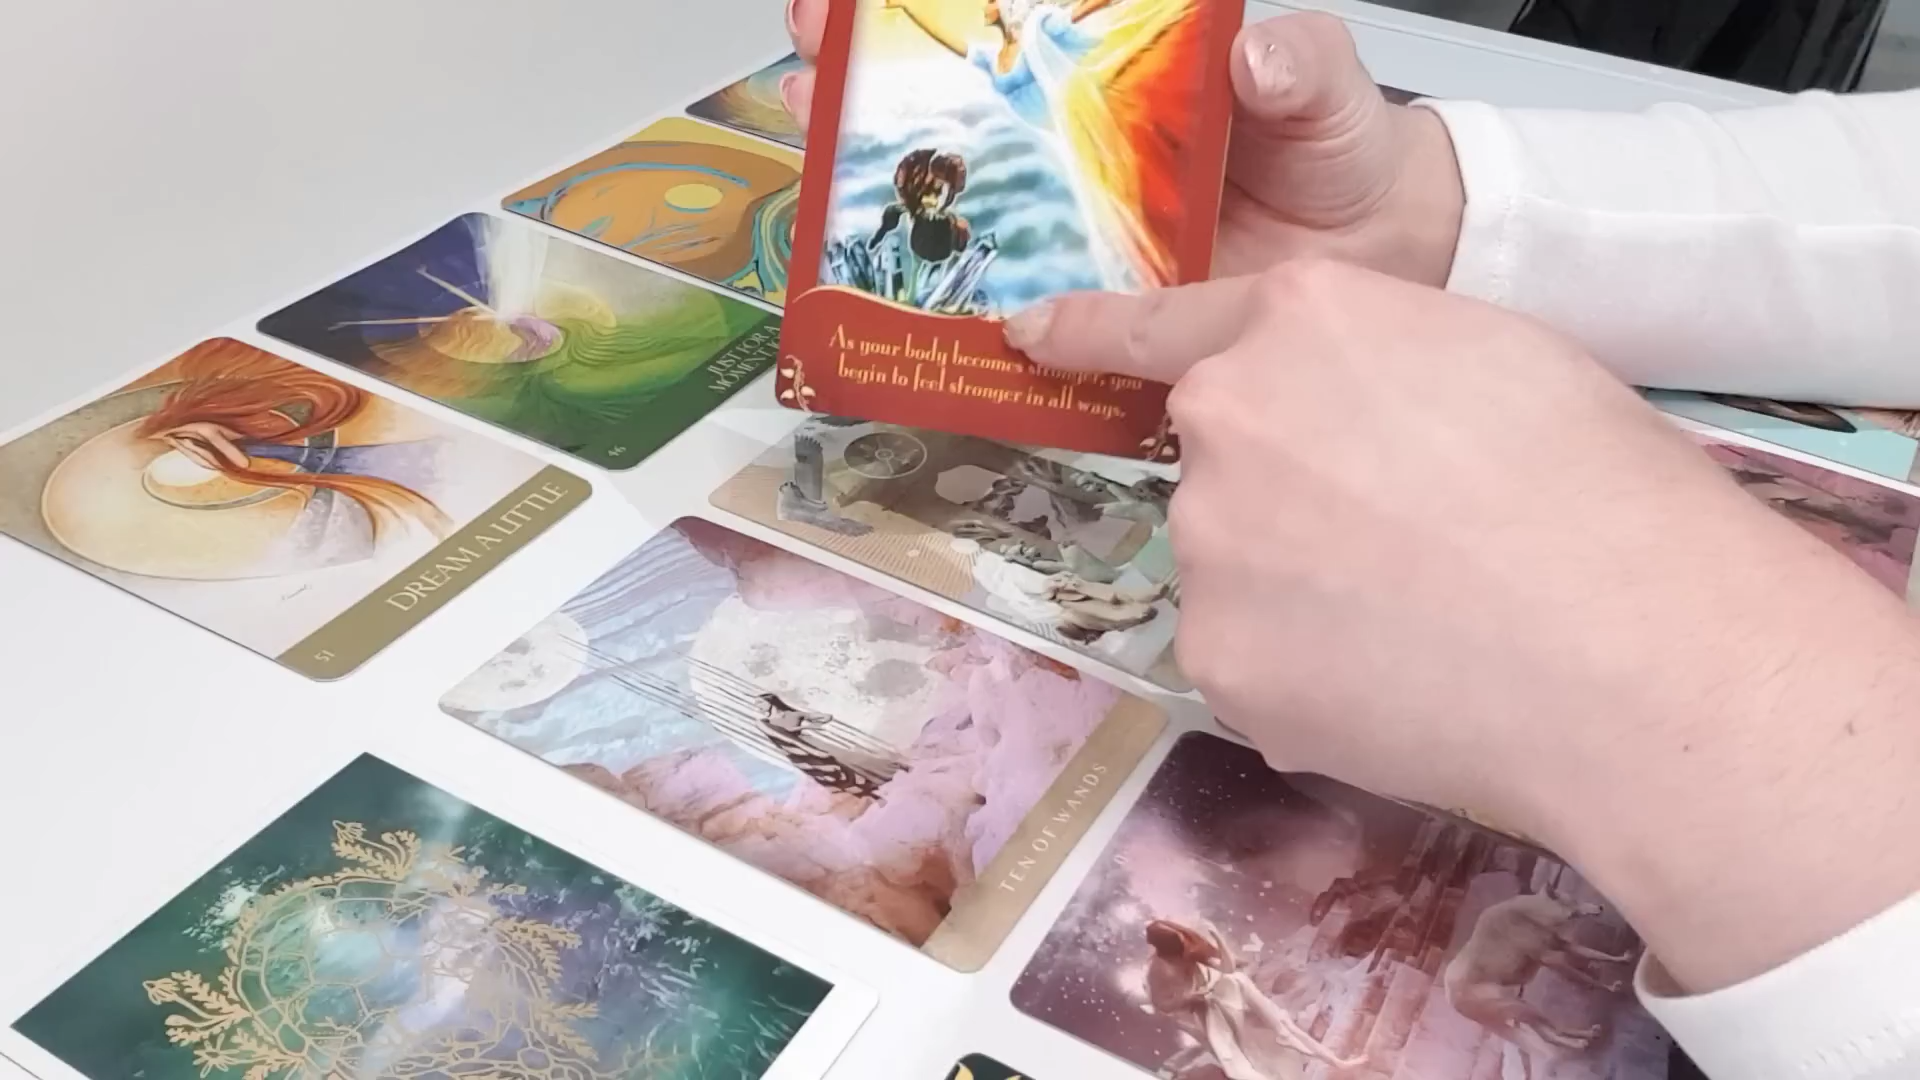 As your body becomes stronger, you
begin to feel stronger in all ways.
JUST FOR A
MOMENT
46
DREAM A LITTLE
51
TEN OF WANDS